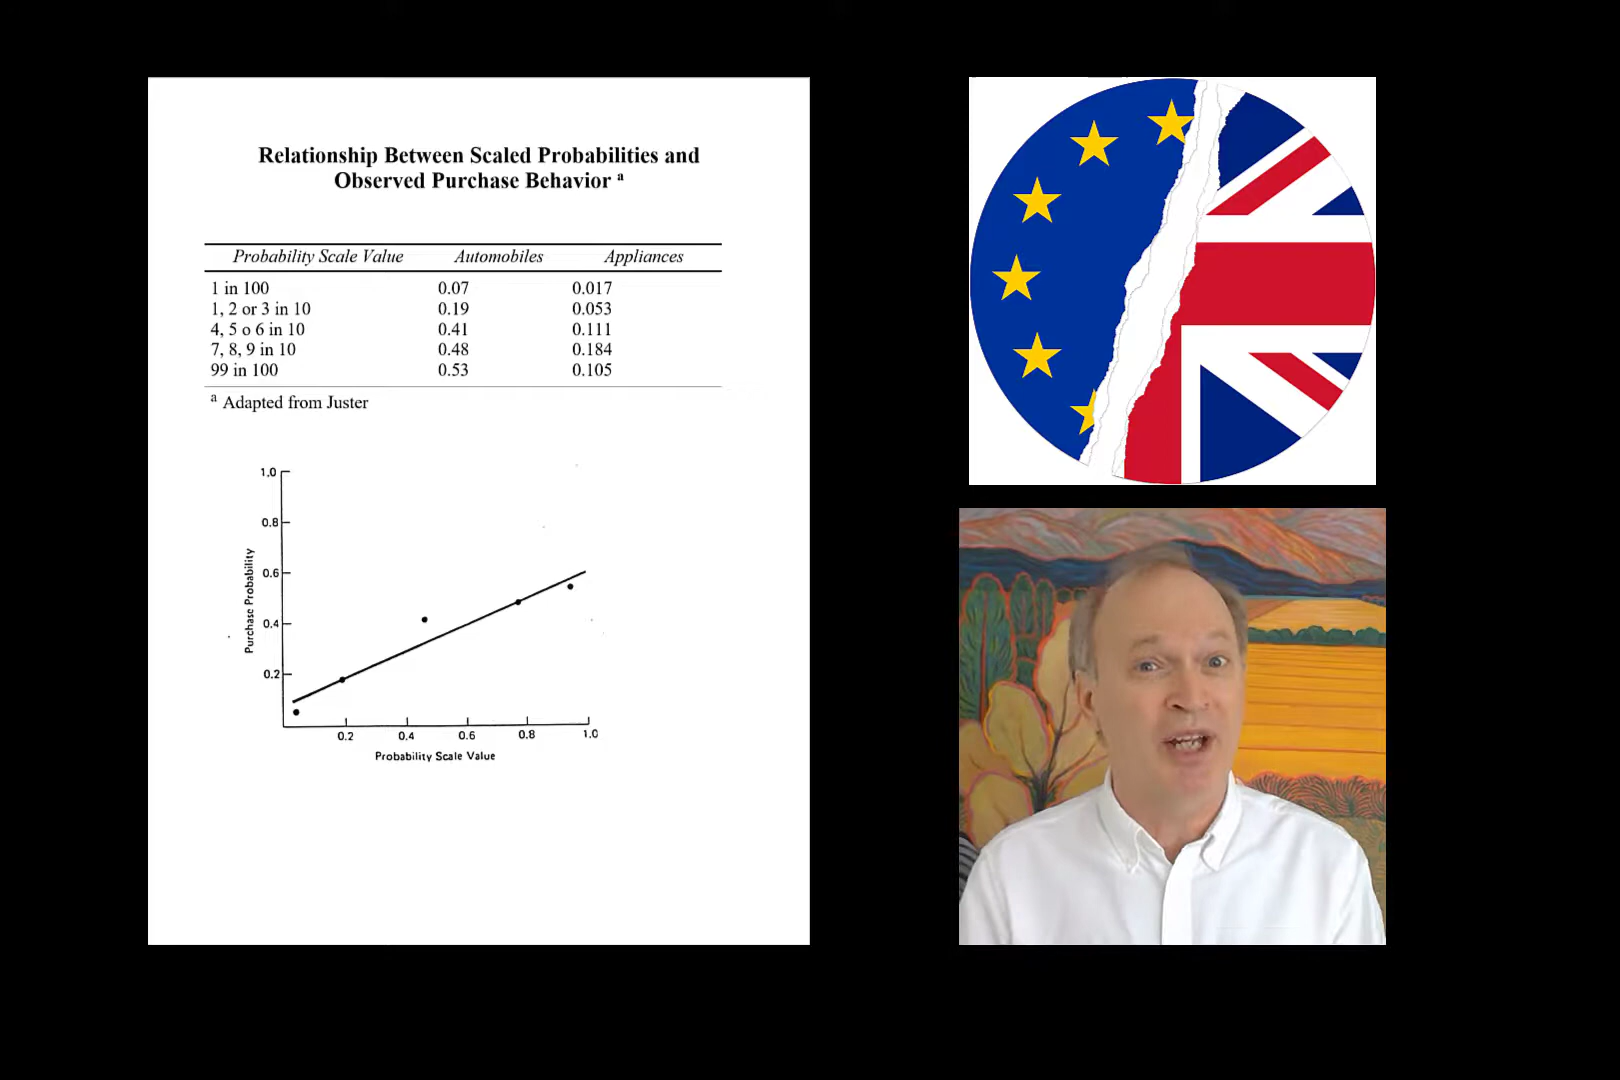 Relationship Between Scaled Probabilities and
Observed Purchase Behavior a
Probability Scale Value Automobiles Appliances
1 in 100 0.07 0.017
1, 2 or 3 in 10 0.19 0.053
4, 5 o 6 in 10 0.41 0.111
7, 8, 9 in 10 0.48 0.184
99 in 100 0.53 0.105
a Adapted from Juster
1.0
0.8
0.6
0.4
0.2
Purchase Probability
0.2 0.4 0.6 0.8 1.0
Probability Scale Value